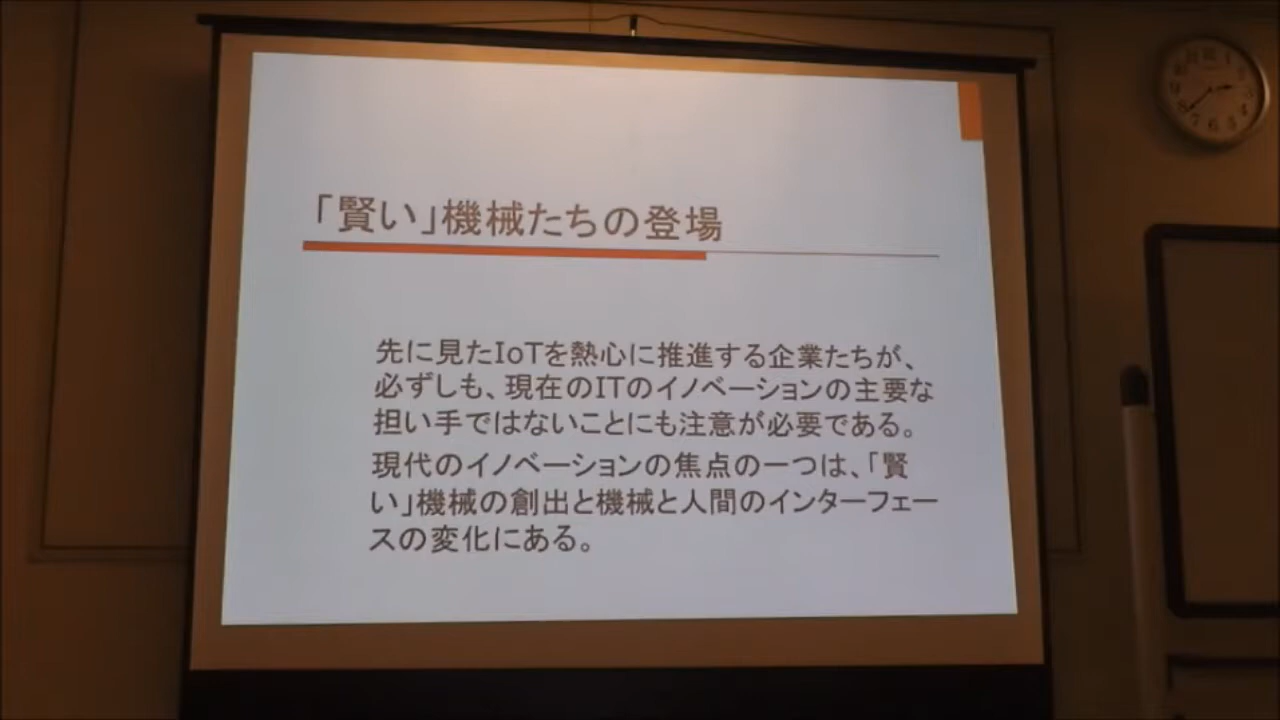 「賢い」機械たちの登場
先に見たIoTを熱心に推進する企業たちが、
必ずしも、現在のITのイノベーションの主要な
担い手ではないことにも注意が必要である。
現代のイノベーションの焦点の一つは、「賢
い」機械の創出と機械と人間のインターフェー
スの変化にある。